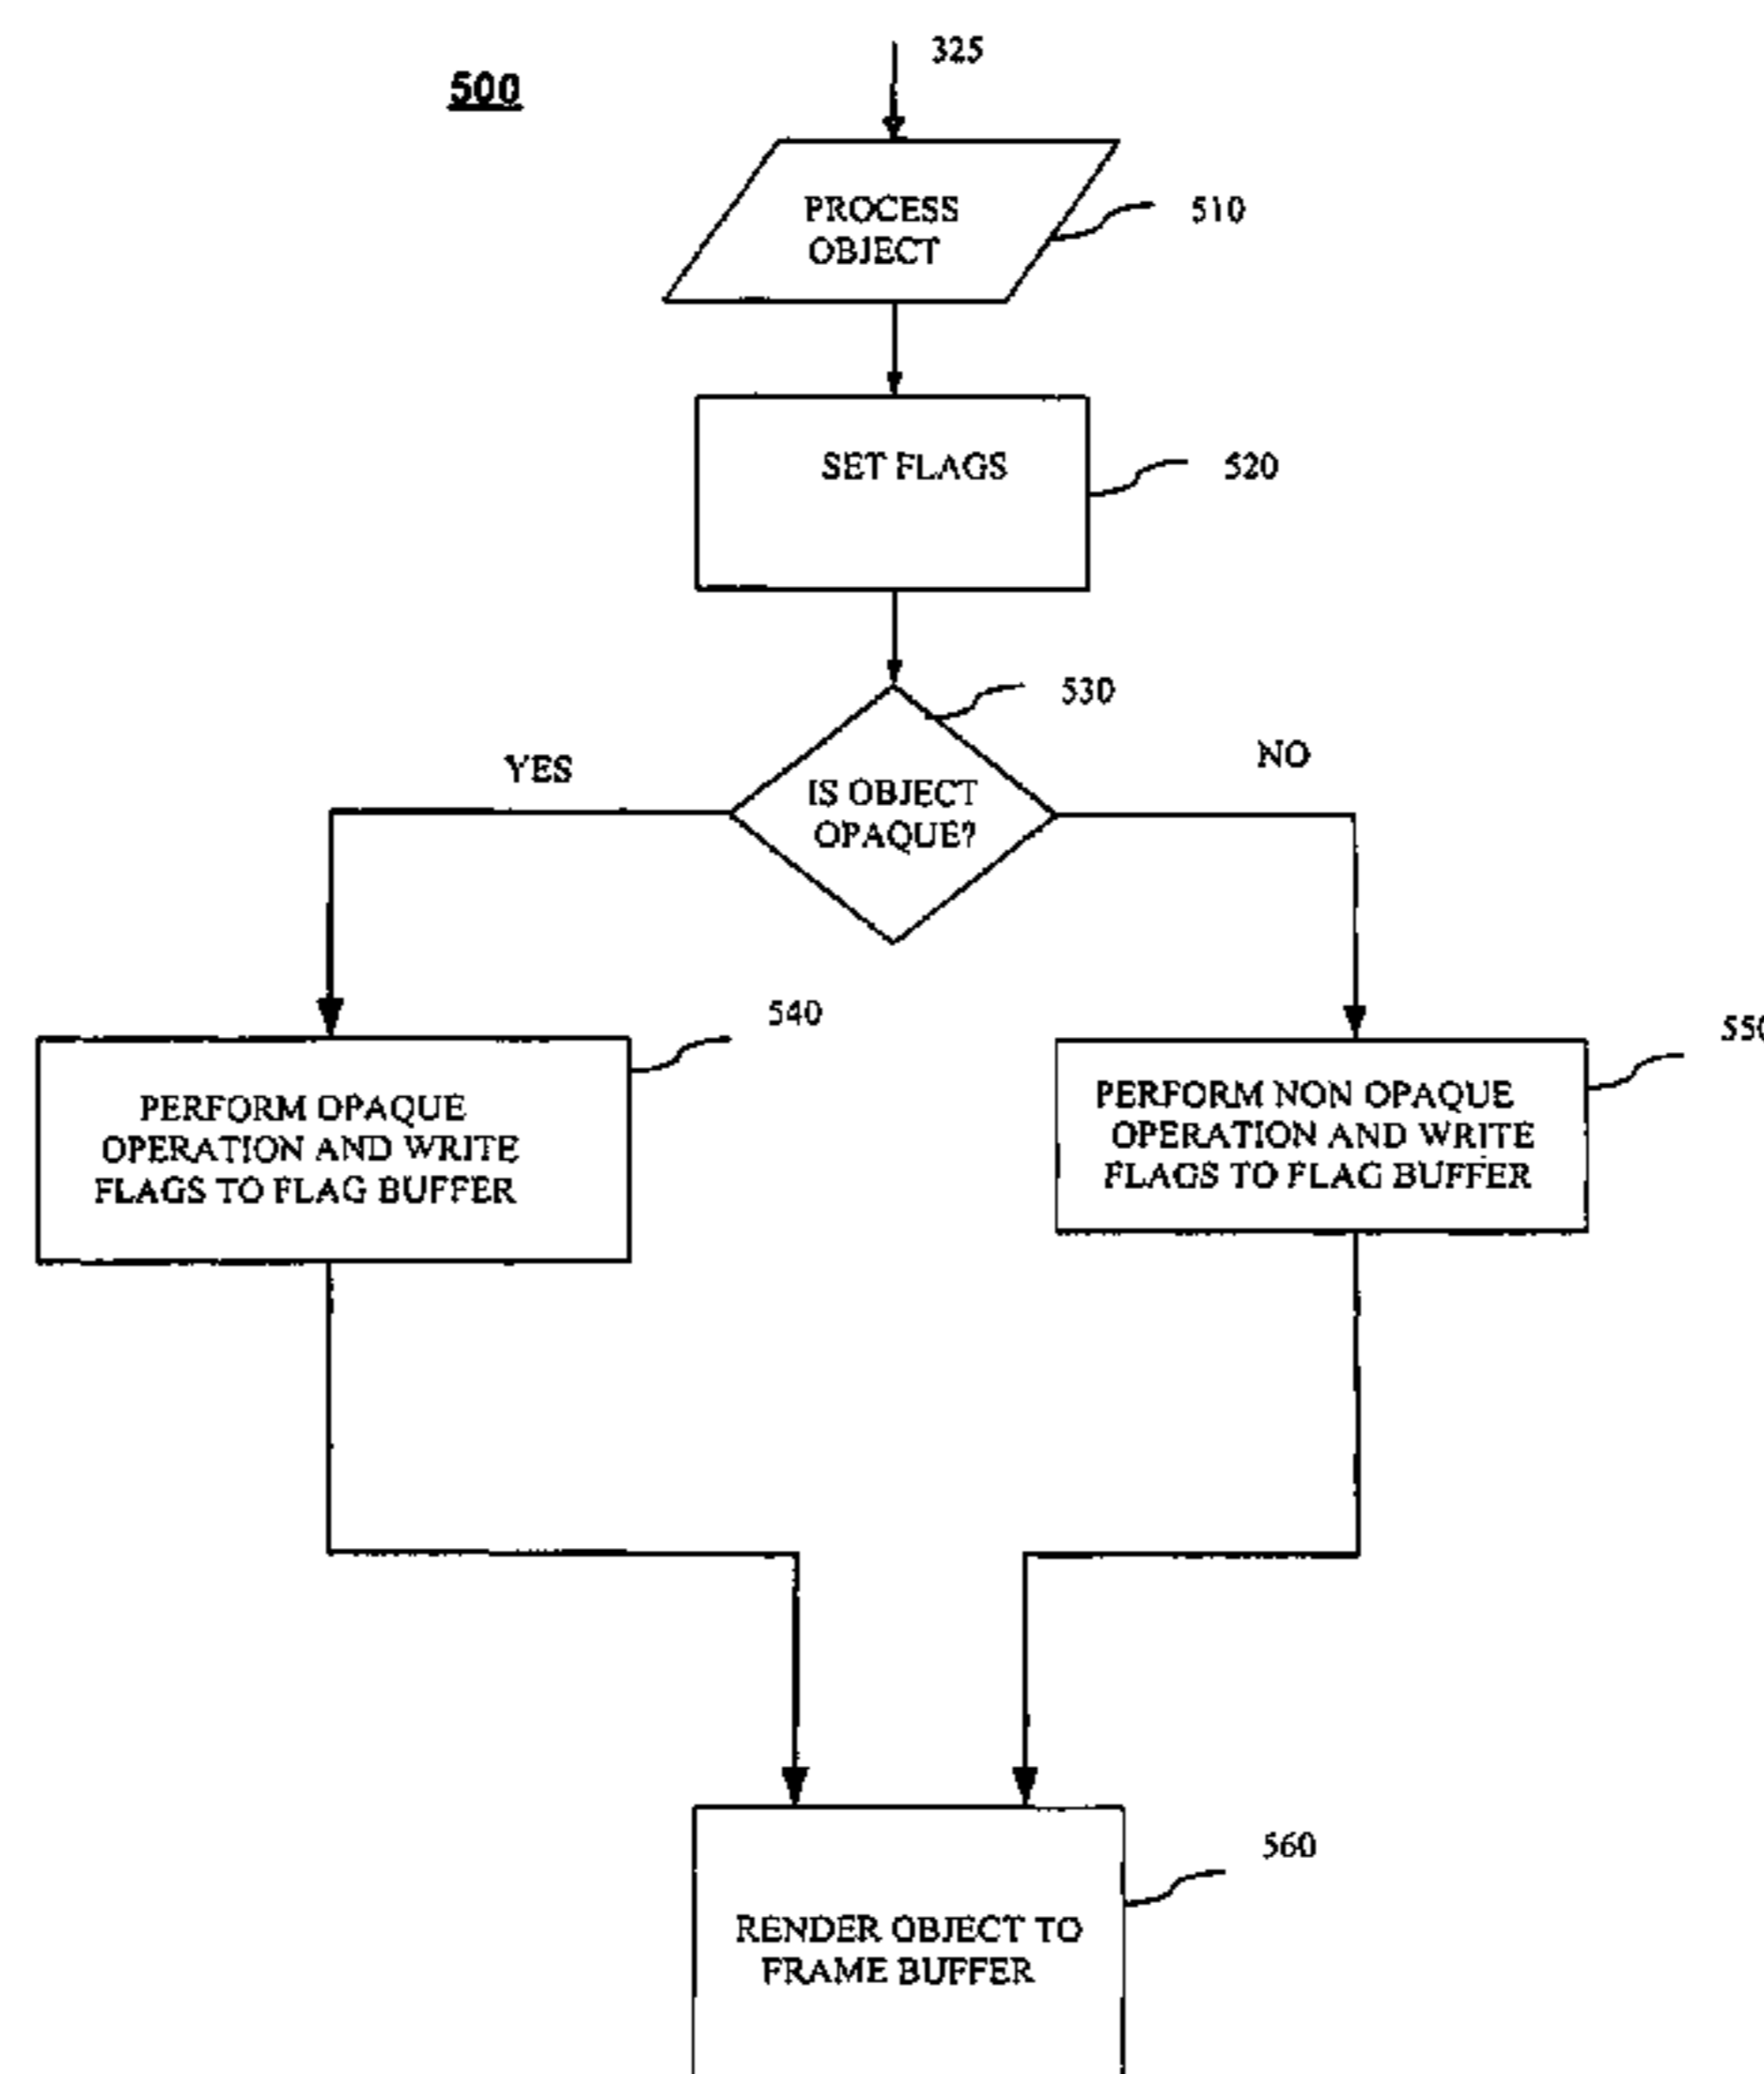 325
500
PROCESS
OBJECT
510
SET FLAGS
520
530
YES
NO
IS OBJECT
OPAQUE?
540
550
PERFORM OPAQUE
OPERATION AND WRITE
FLAGS TO FLAG BUFFER
PERFORM NON OPAQUE
OPERATION AND WRITE
FLAGS TO FLAG BUFFER
560
RENDER OBJECT TO
FRAME BUFFER